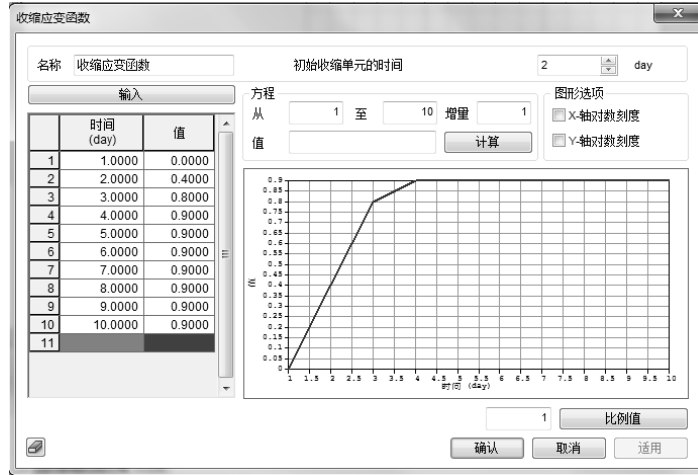 收缩应变函数
名称 收缩应变函数 初始收缩单元的时间 2 day
输入
方程
从 1 至 10 增量 1
值 计算
图形选项
X-轴对数刻度
Y-轴对数刻度
时间 (day) 值
1 1.0000 0.0000
2 2.0000 0.4000
3 3.0000 0.8000
4 4.0000 0.9000
5 5.0000 0.9000
6 6.0000 0.9000
7 7.0000 0.9000
8 8.0000 0.9000
9 9.0000 0.9000
10 10.0000 0.9000
11
0.9
0.85
0.8
0.75
0.7
0.65
0.6
0.55
0.5
0.45
0.4
0.35
0.3
0.25
0.2
0.15
0.1
0.05
0
值
1 1.5 2 2.5 3 3.5 4 4.5 5 5.5 6 6.5 7 7.5 8 8.5 9 9.5 10
时间 (day)
1 比例值
确认 取消 适用